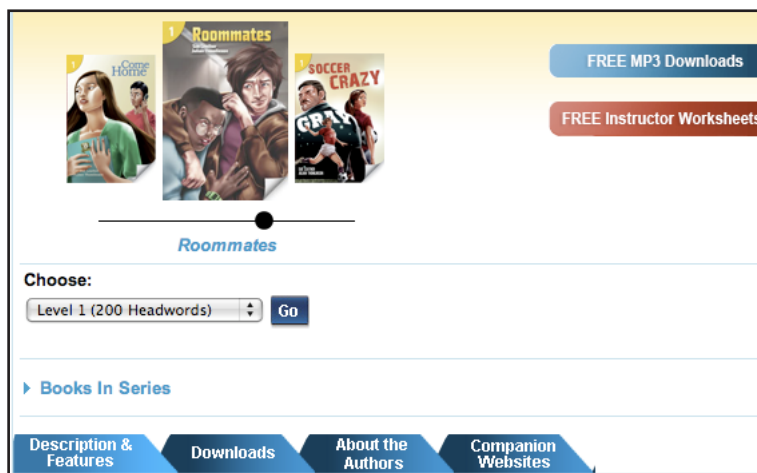 1
Come
Home
1
Roommates
1
SOCCER
CRAZY
GRAY
FREE MP3 Downloads
FREE Instructor Worksheets
Roommates
Choose:
Level 1 (200 Headwords)
Go
Books In Series
Description &
Features
Downloads
About the
Authors
Companion
Websites